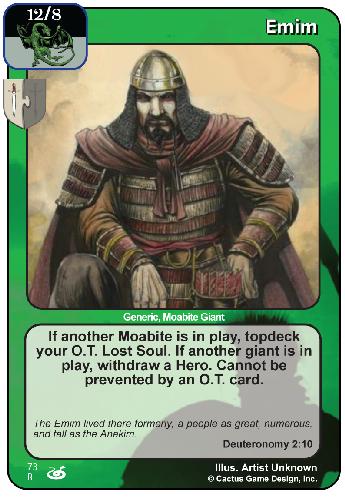 12/8
Emim
Generic, Moabite Giant
If another Moabite is in play, topdeck
your O.T. Lost Soul. If another giant is in
play, withdraw a Hero. Cannot be
prevented by an O.T. card.
The Emim lived there formerly, a people as great, numerous,
and tall as the Anakim.
Deuteronomy 2:10
73
R
Illus. Artist Unknown
© Cactus Game Design, Inc.